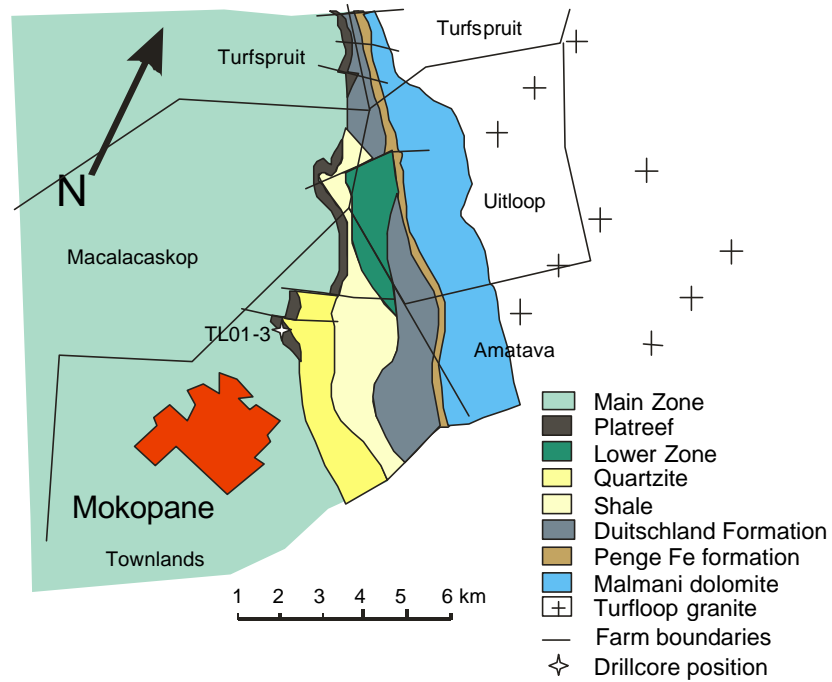 Turfspruit
Turfspruit
N
Uitloop
Macalacaskop
TL01-3
Amatava
Mokopane
Townlands
1 2 3 4 5 6 km
Main Zone
Platreef
Lower Zone
Quartzite
Shale
Duitschland Formation
Penge Fe formation
Malmani dolomite
Turfloop granite
Farm boundaries
Drillcore position